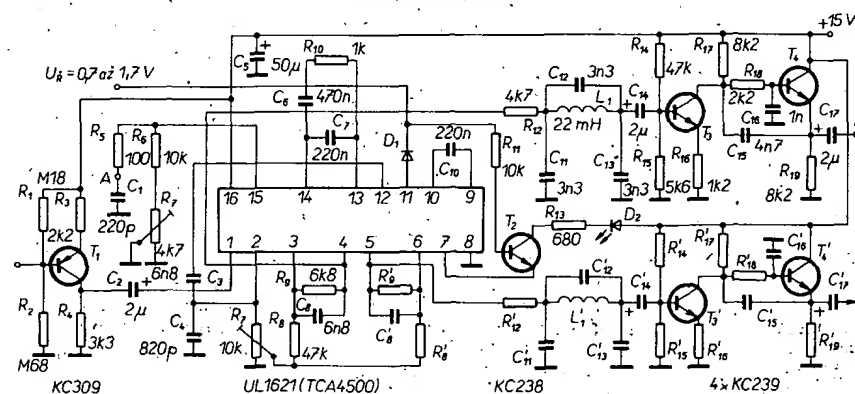 +15 V
U_R = 0,7 až 1,7 V
C5
50µ
R10
1k
C6
470n
C7
220n
D1
4k7
R12
C12
3n3
L1
22 mH
C11
3n3
C13
3n3
C14
2µ
R14
47k
R17
8k2
R18
2k2
T4
1n
C16
C17
2µ
T3
R15
5k6
R16
1k2
C15
4n7
R19
8k2
R5
100
R6
10k
A
C1
220p
R7
4k7
6n8
220n
C10
R11
10k
M18
R1
R3
2k2
T1
16 15 14 13 12 11 10 9
1 2 3 4 5 6 7 8
T2
R13
680
D2
C2
2µ
C3
C4
820p
R2
M68
R4
3k3
R7
10k
R9
6k8
C8
6n8
R8
47k
R'9
C'8
R'8
R'12
C'11
C'12
L'1
C'13
C'14
R'14
R'17
C'16
R'18
T4'
T3'
R'15
R'16
C'15
R'19
C'17
KC309
UL1621 (TCA4500)
KC238
4x KC239